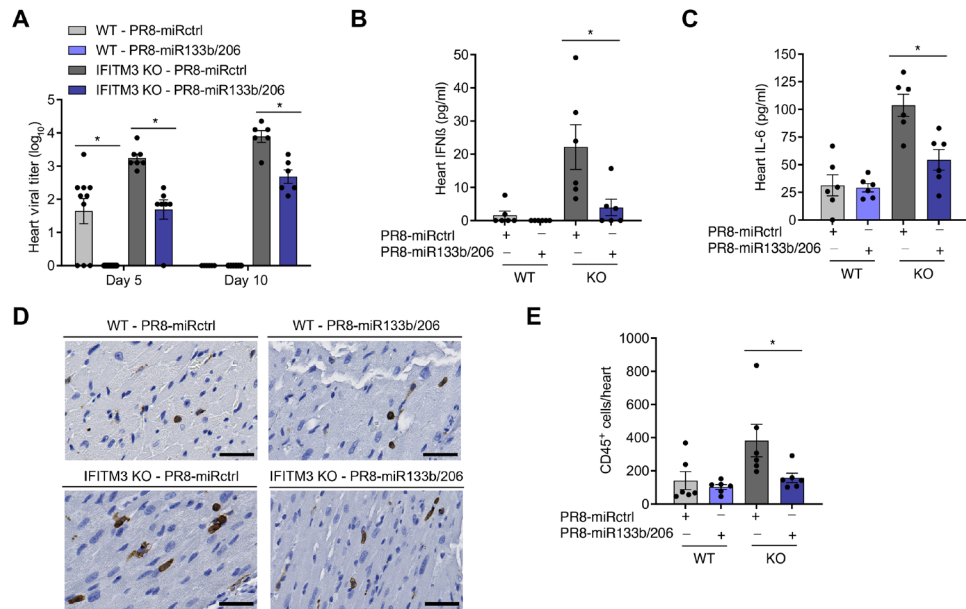 A
WT - PR8-miRctrl
WT - PR8-miR133b/206
IFITM3 KO - PR8-miRctrl
IFITM3 KO - PR8-miR133b/206
Heart viral titer (log10)
5
4
3
2
1
0
* * *
Day 5 Day 10
B
Heart IFNß (pg/ml)
50
40
30
20
10
0
*
PR8-miRctrl + – + –
PR8-miR133b/206 – + – +
WT KO
C
Heart IL-6 (pg/ml)
150
125
100
75
50
25
0
*
PR8-miRctrl + – + –
PR8-miR133b/206 – + – +
WT KO
D
WT - PR8-miRctrl
WT - PR8-miR133b/206
IFITM3 KO - PR8-miRctrl
IFITM3 KO - PR8-miR133b/206
E
CD45+ cells/heart
1000
800
600
400
200
0
*
PR8-miRctrl + – + –
PR8-miR133b/206 – + – +
WT KO